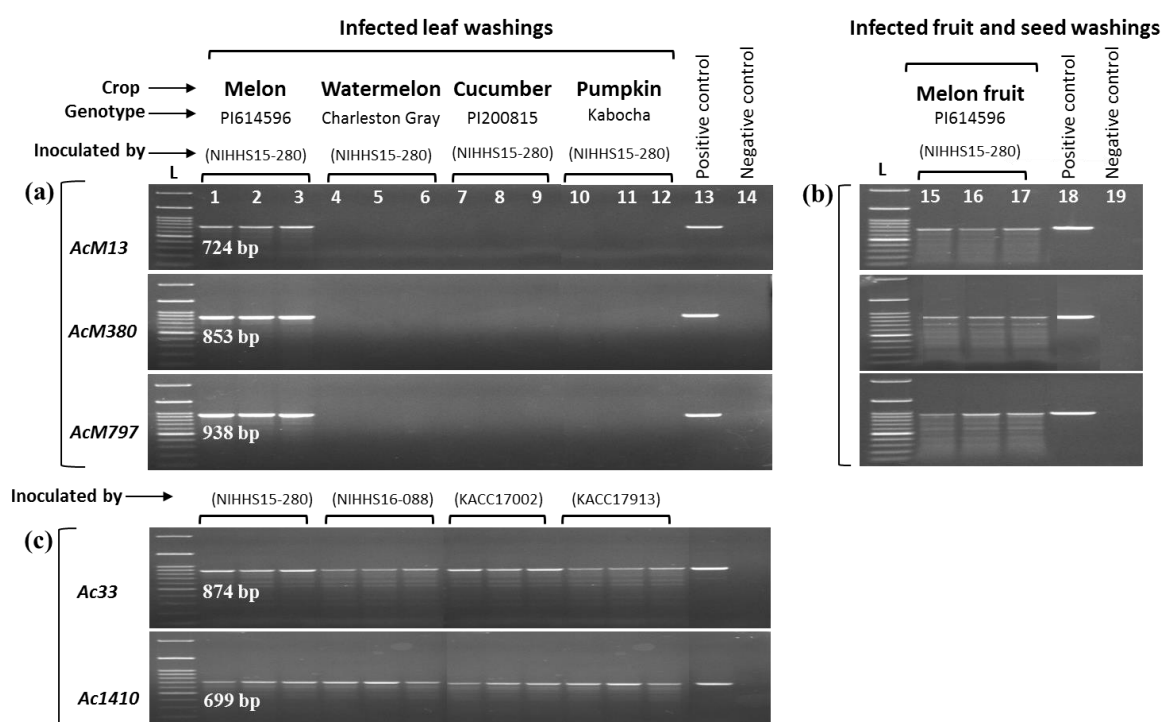 Infected leaf washings
Infected fruit and seed washings
Crop
Melon
Watermelon
Cucumber
Pumpkin
Positive control
Negative control
Melon fruit
Positive control
Negative control
Genotype
PI614596
Charleston Gray
PI200815
Kabocha
PI614596
Inoculated by
(NIHHS15-280)
(NIHHS15-280)
(NIHHS15-280)
(NIHHS15-280)
(NIHHS15-280)
L
L
(a)
1 2 3 4 5 6 7 8 9 10 11 12 13 14
(b)
15 16 17 18 19
AcM13
724 bp
AcM380
853 bp
AcM797
938 bp
Inoculated by
(NIHHS15-280)
(NIHHS16-088)
(KACC17002)
(KACC17913)
(c)
Ac33
874 bp
Ac1410
699 bp